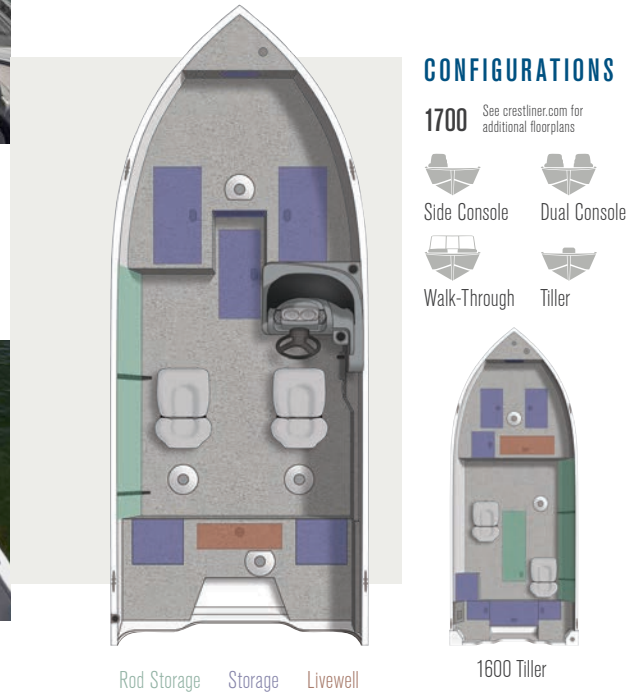 CONFIGURATIONS
1700
See crestliner.com for
additional floorplans
Side Console
Dual Console
Walk-Through
Tiller
1600 Tiller
Rod Storage
Storage
Livewell